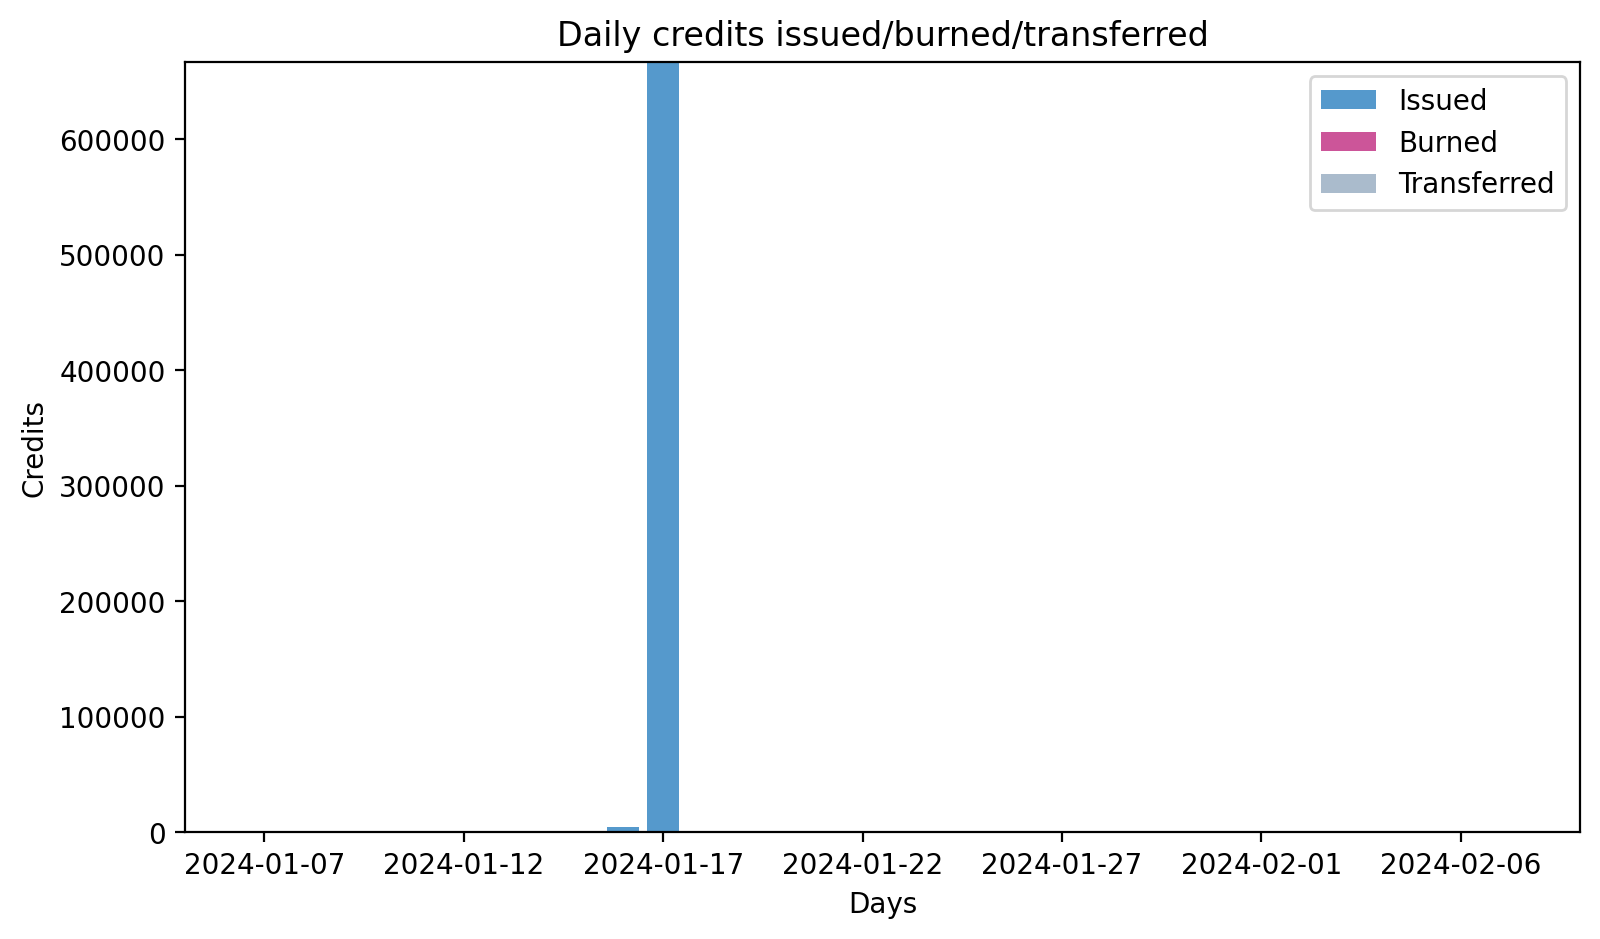 Daily credits issued/burned/transferred
Issued
Burned
Transferred
Credits
600000
500000
400000
300000
200000
100000
0
2024-01-07 2024-01-12 2024-01-17 2024-01-22 2024-01-27 2024-02-01 2024-02-06
Days